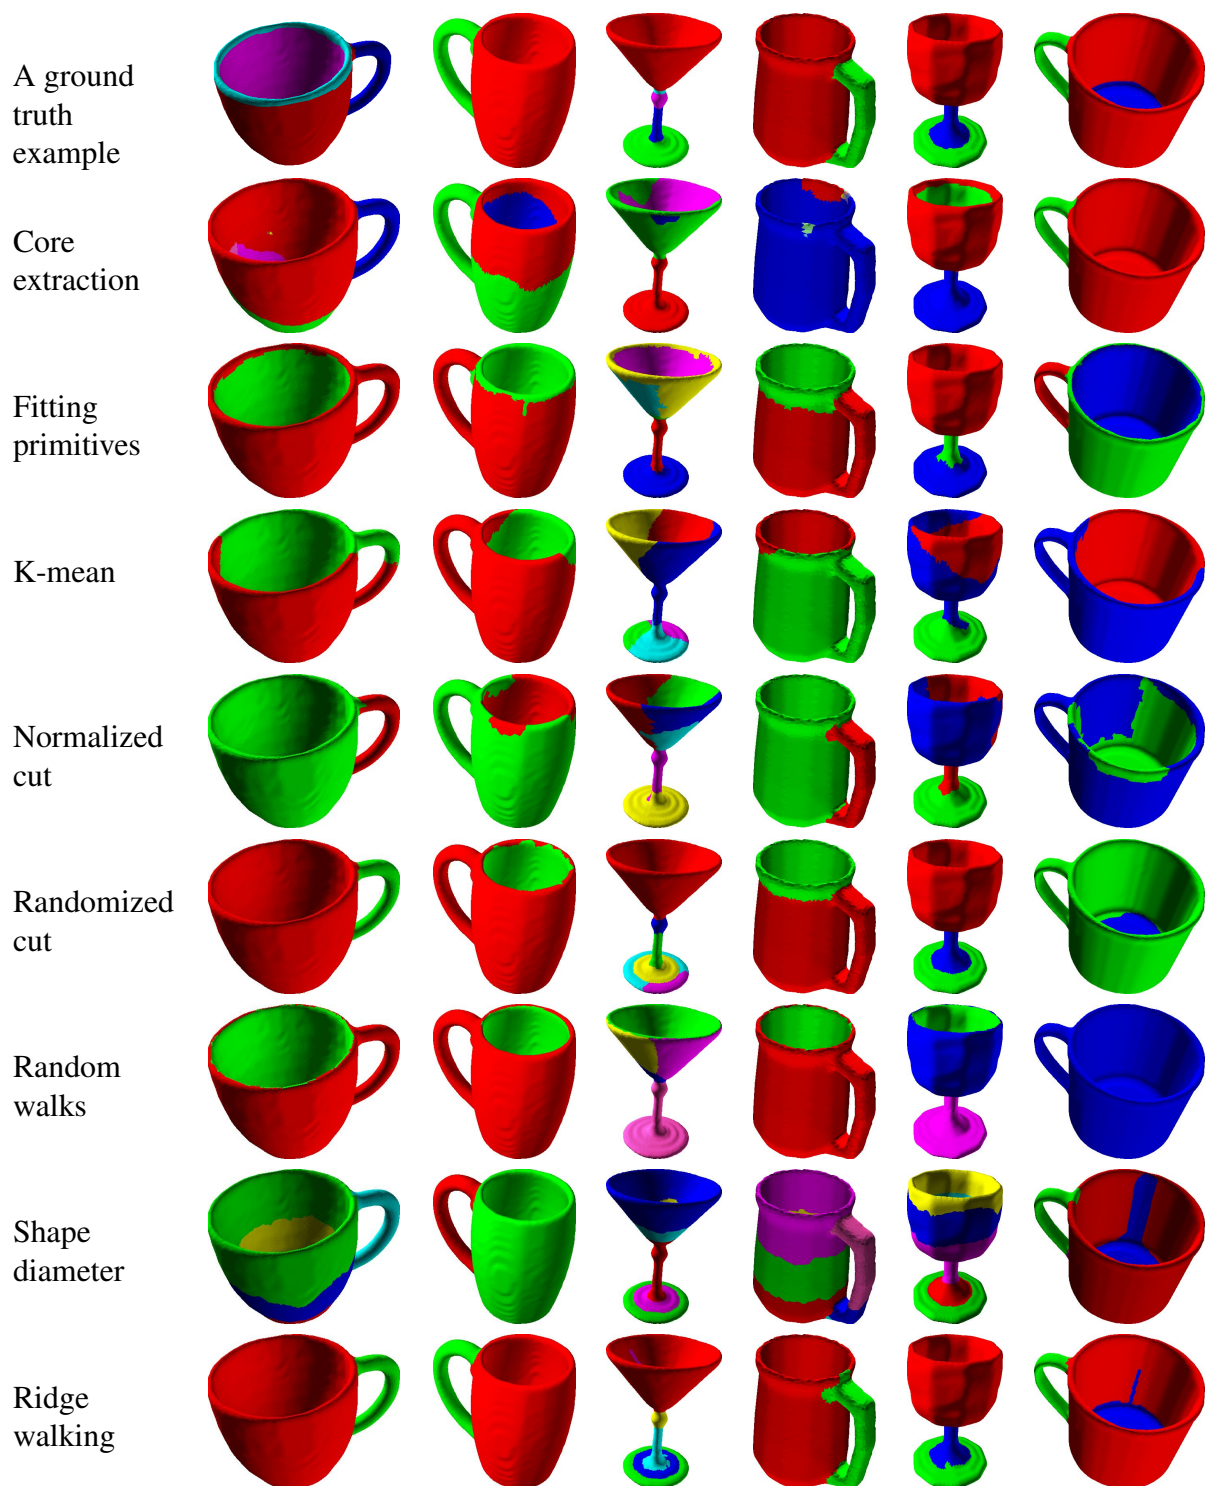 A ground
truth
example
Core
extraction
Fitting
primitives
K-mean
Normalized
cut
Randomized
cut
Random
walks
Shape
diameter
Ridge
walking